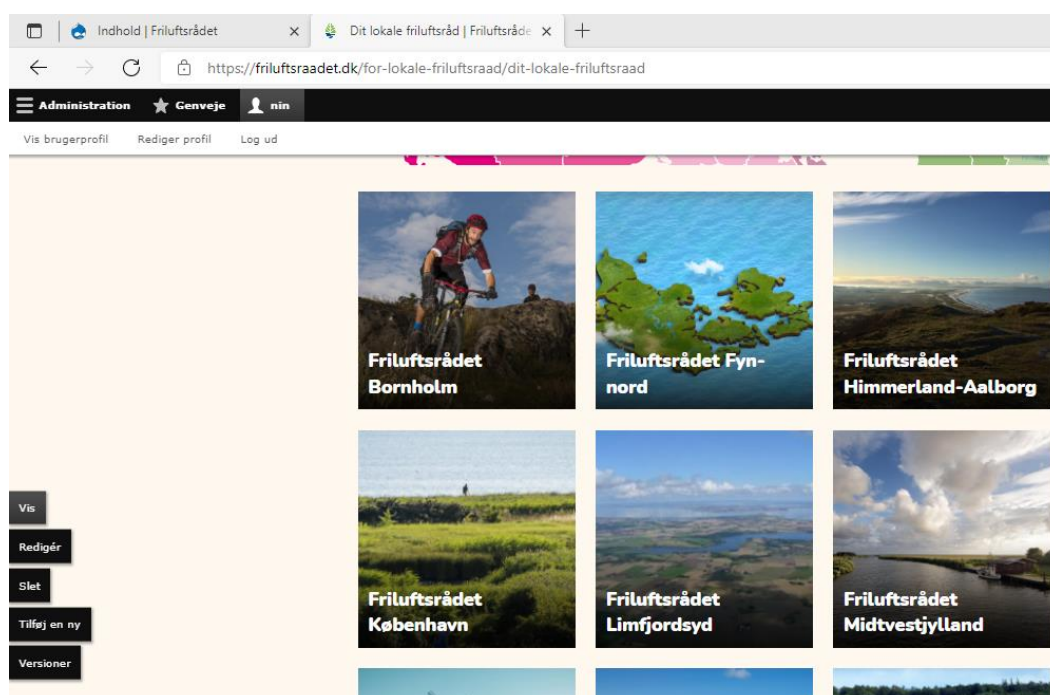 Indhold | Friluftsrådet
Dit lokale friluftsråd | Friluftsråde
https://friluftsraadet.dk/for-lokale-friluftsraad/dit-lokale-friluftsraad
Administration Genveje nin
Vis brugerprofil Rediger profil Log ud
Friluftsrådet
Bornholm
Friluftsrådet Fyn-
nord
Friluftsrådet
Himmerland-Aalborg
Vis
Redigér
Slet
Tilføj en ny
Versioner
Friluftsrådet
København
Friluftsrådet
Limfjordsyd
Friluftsrådet
Midtvestjylland